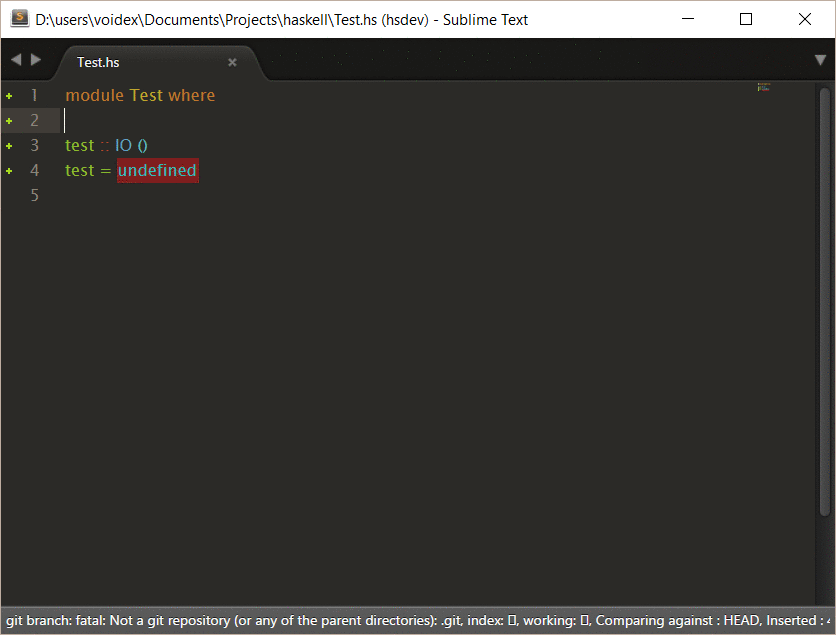 D:\users\voidex\Documents\Projects\haskell\Test.hs (hsdev) - Sublime Text
Test.hs
1 module Test where
2
3 test :: IO ()
4 test = undefined
5
git branch: fatal: Not a git repository (or any of the parent directories): .git, index: ▯, working: ▯, Comparing against : HEAD, Inserted :